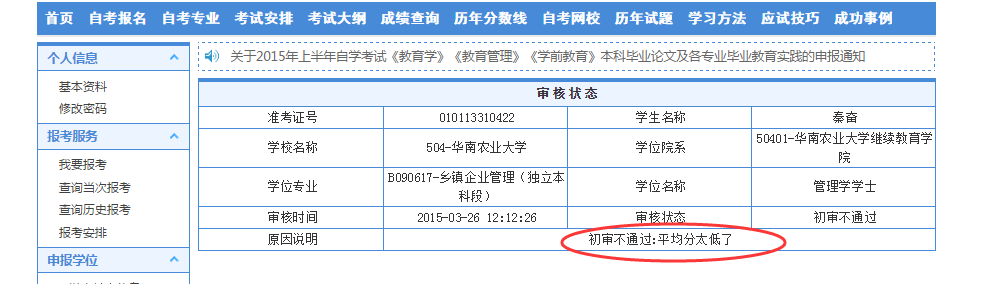 首页 自考报名 自考专业 考试安排 考试大纲 成绩查询 历年分数线 自考网校 历年试题 学习方法 应试技巧 成功事例
个人信息
基本资料
修改密码
报考服务
我要报考
查询当次报考
查询历史报考
报考安排
申报学位
关于2015年上半年自学考试《教育学》《教育管理》《学前教育》本科毕业论文及各专业毕业教育实践的申报通知
审核状态
准考证号 010113310422 学生名称 秦奋
学校名称 504-华南农业大学 学位院系 50401-华南农业大学继续教育学
院
学位专业 B090617-乡镇企业管理（独立本
科段） 学位名称 管理学学士
审核时间 2015-03-26 12:12:26 审核状态 初审不通过
原因说明 初审不通过:平均分太低了